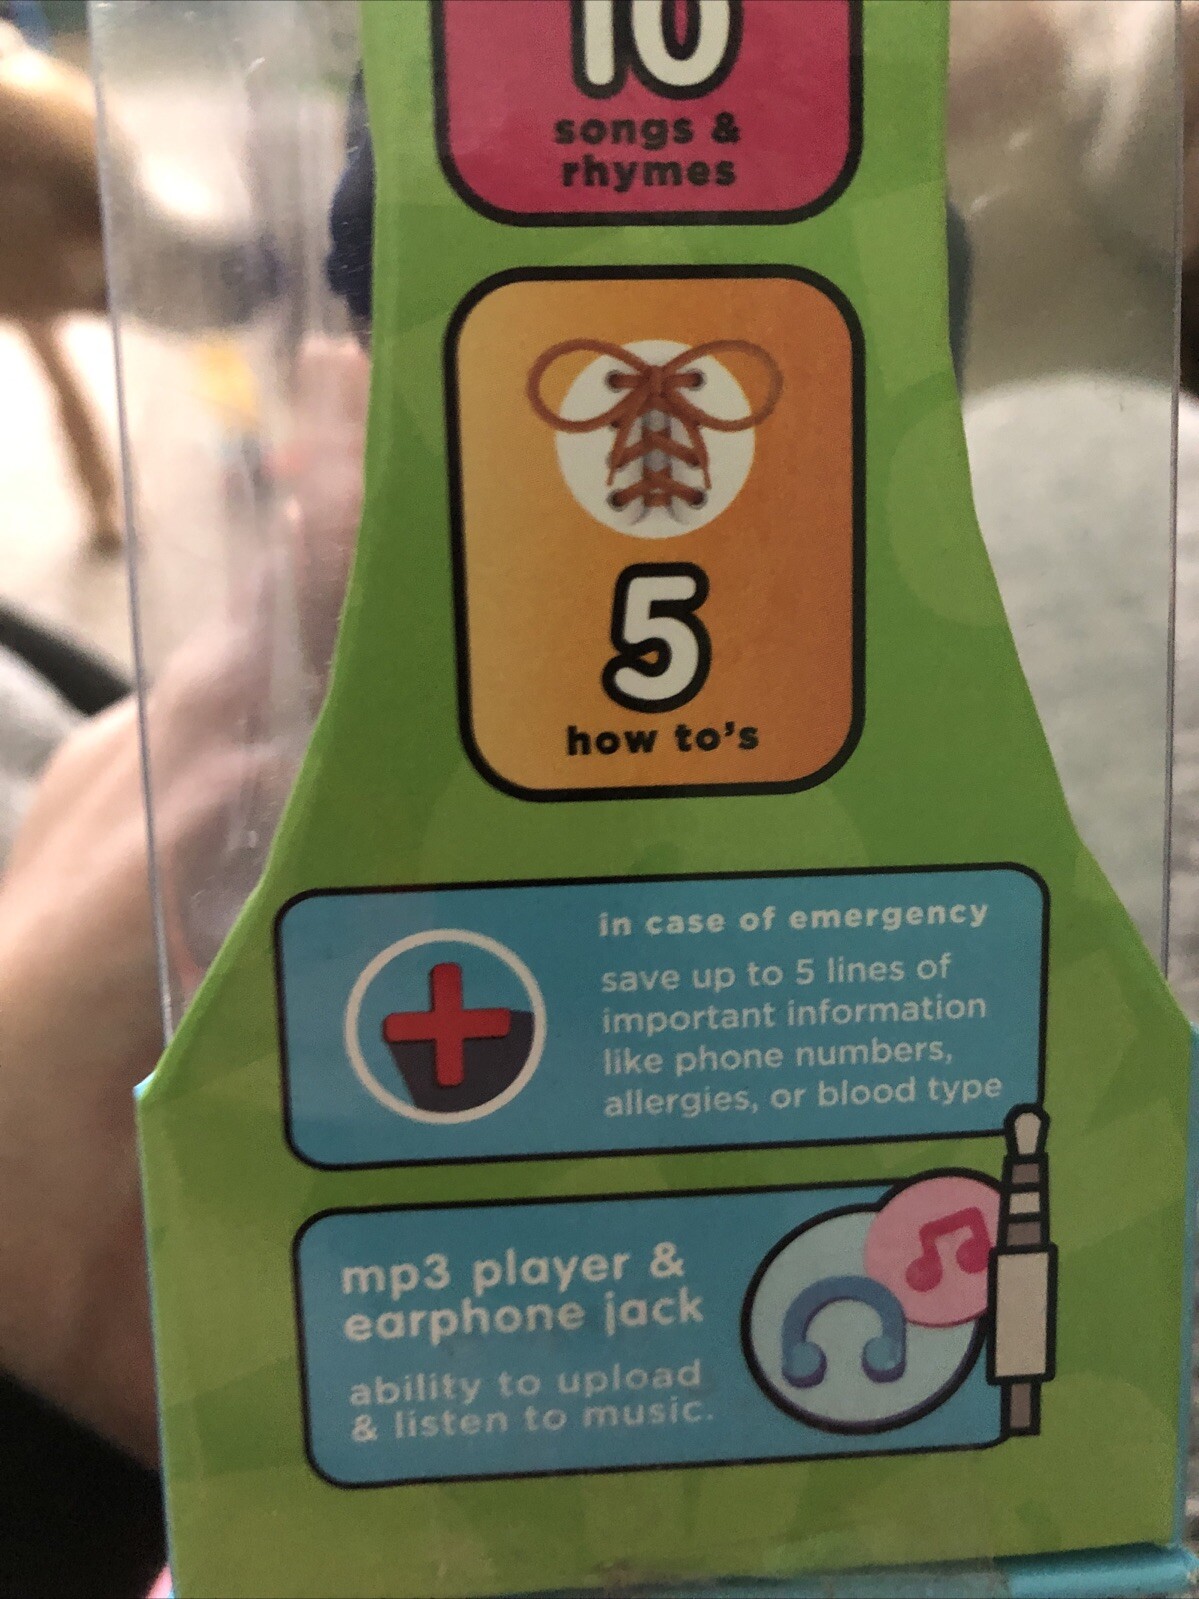 10
songs &
rhymes
5
how to's
in case of emergency
save up to 5 lines of
important information
like phone numbers,
allergies, or blood type
mp3 player &
earphone jack
ability to upload
& listen to music.